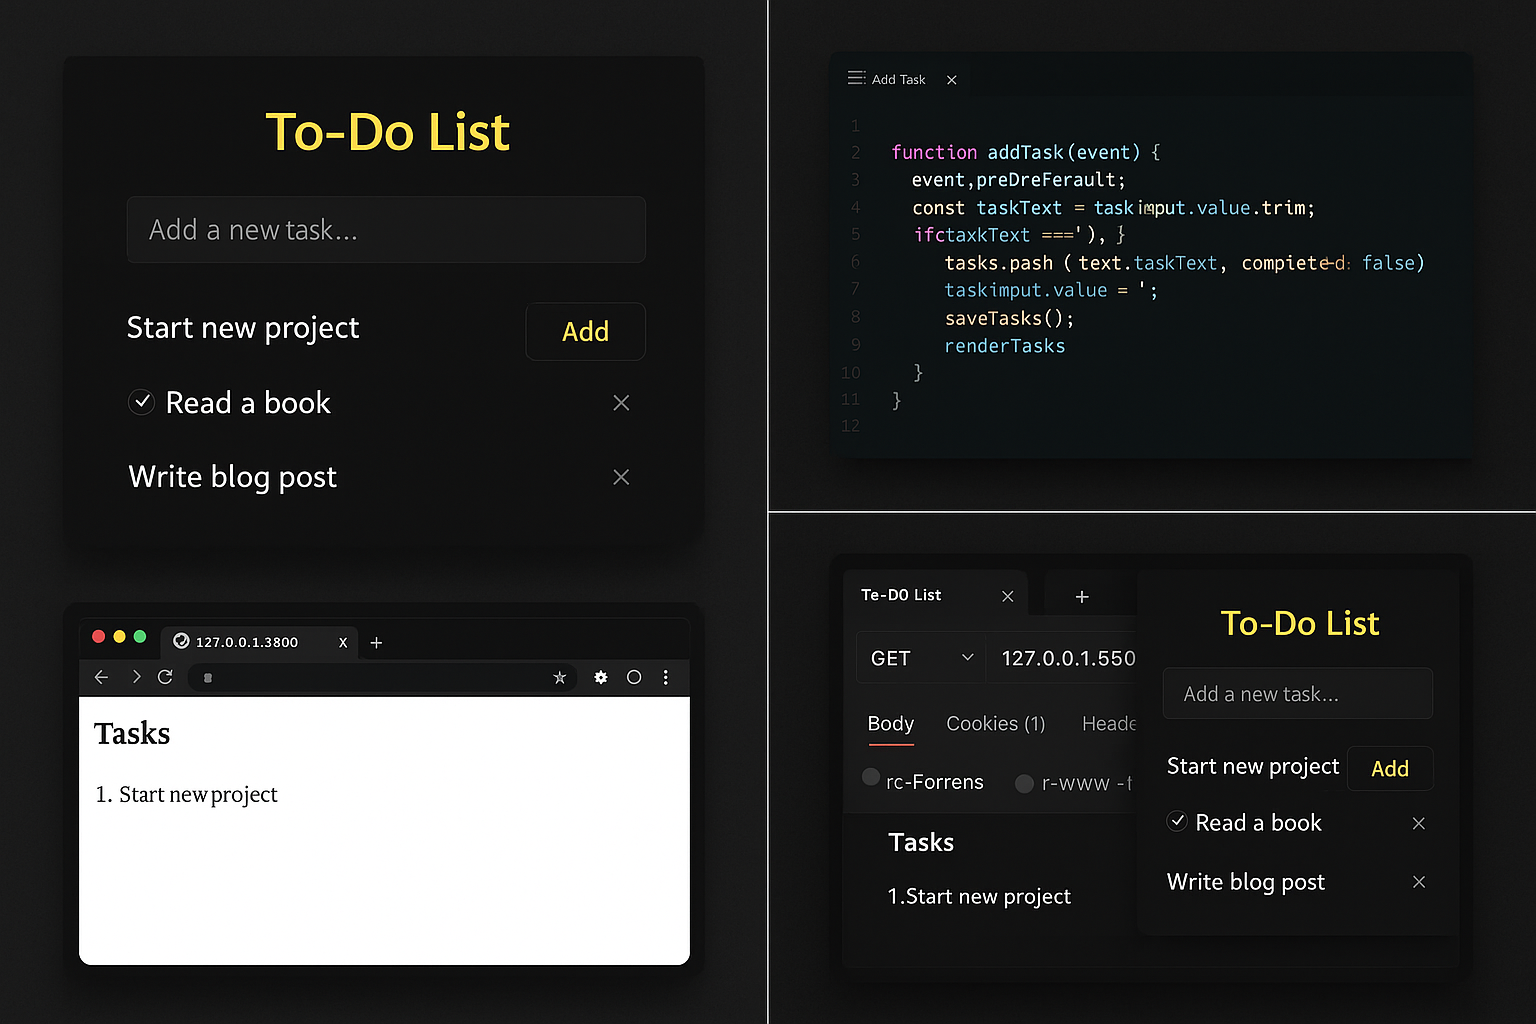 To-Do List
Add a new task...
Start new project
Add
Read a book
Write blog post
127.0.0.1.3800
Tasks
1. Start new project
Add Task
1
2 function addTask(event) {
3 event,preDreFerault;
4 const taskText = taskimput.value.trim;
5 ifctaxkText ==='), }
6 tasks.pash ( text.taskText, compieted: false)
7 taskimput.value = ';
8 saveTasks();
9 renderTasks
10 }
11 }
12
Te-DO List
GET 127.0.0.1.550
Body Cookies (1) Heade
rc-Forrens r-www -t
Tasks
1.Start new project
To-Do List
Add a new task...
Start new project
Add
Read a book
Write blog post